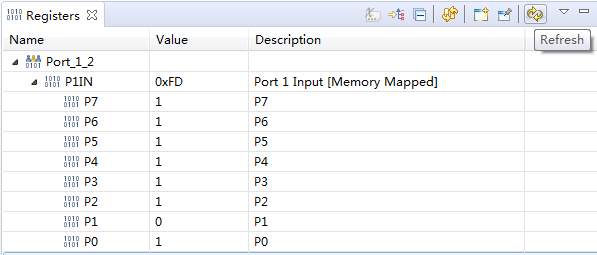 Registers
Name Value Description
Refresh
Port_1_2
P1IN 0xFD Port 1 Input [Memory Mapped]
P7 1 P7
P6 1 P6
P5 1 P5
P4 1 P4
P3 1 P3
P2 1 P2
P1 0 P1
P0 1 P0